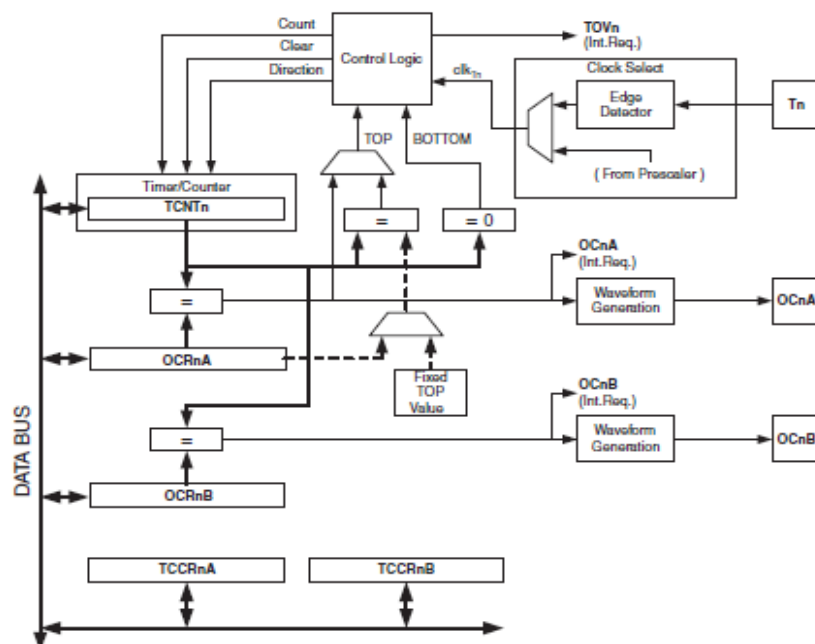 Count
Clear
Direction
Control Logic
TOVn
(Int.Req.)
clkTn
Clock Select
Edge
Detector
Tn
( From Prescaler )
TOP
BOTTOM
Timer/Counter
TCNTn
=
= 0
=
OCRnA
Fixed
TOP
Value
OCnA
(Int.Req.)
Waveform
Generation
OCnA
OCnB
(Int.Req.)
=
Waveform
Generation
OCnB
OCRnB
DATA BUS
TCCRnA
TCCRnB